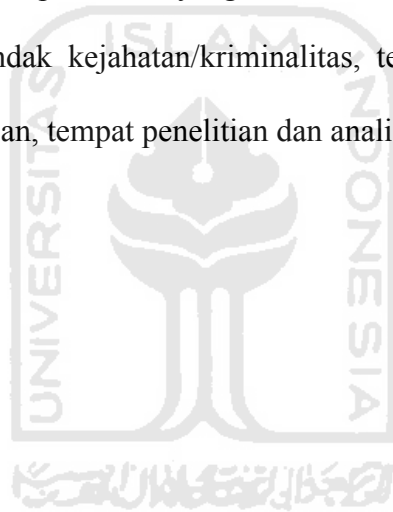 ndak kejahatan/kriminalitas, te
an, tempat penelitian dan anali
UNIVERSITAS
ISLAM
INDONESIA